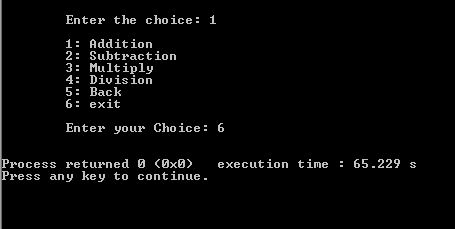 Enter the choice: 1
1: Addition
2: Subtraction
3: Multiply
4: Division
5: Back
6: exit
Enter your Choice: 6
Process returned 0 (0x0)   execution time : 65.229 s
Press any key to continue.